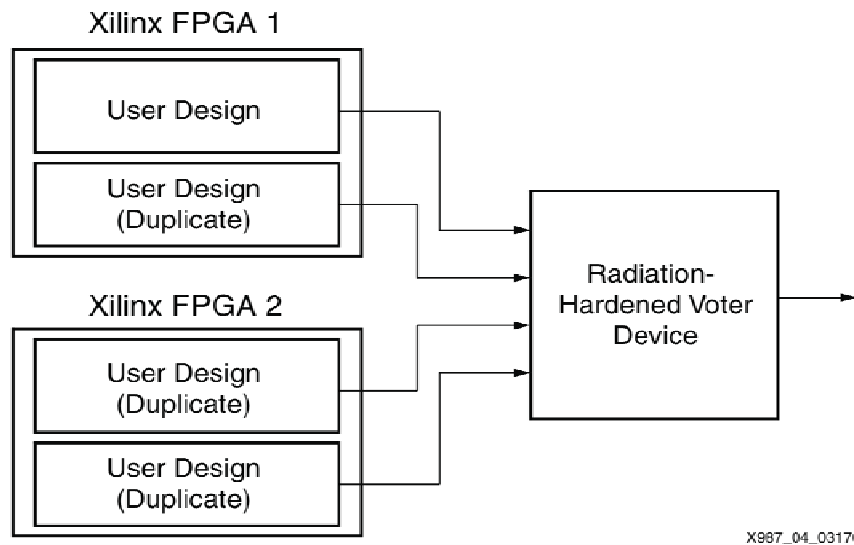 Xilinx FPGA 1
User Design
User Design
(Duplicate)
Xilinx FPGA 2
User Design
(Duplicate)
User Design
(Duplicate)
Radiation-
Hardened Voter
Device
X987_04_0317